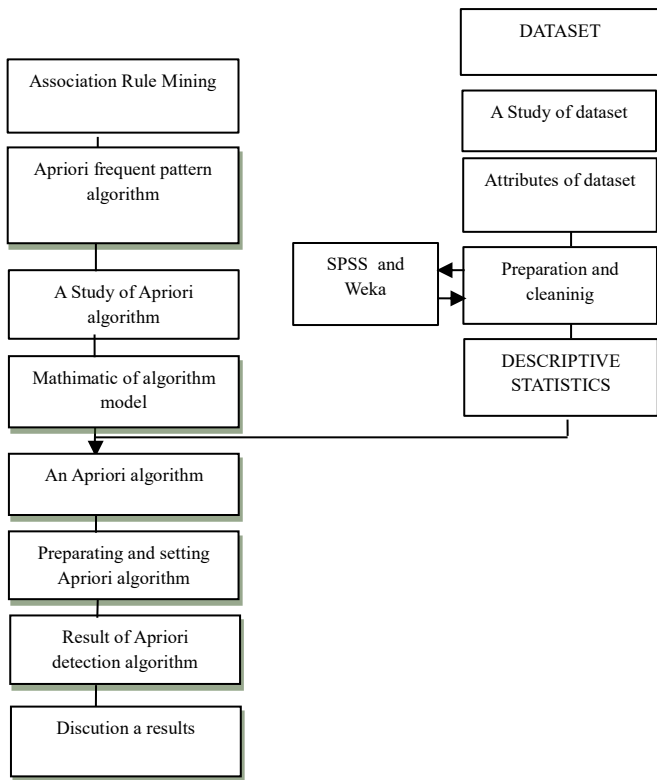 DATASET
Association Rule Mining
A Study of dataset
Apriori frequent pattern
algorithm
Attributes of dataset
SPSS and
Weka
Preparation and
cleaninig
A Study of Apriori
algorithm
DESCRIPTIVE
STATISTICS
Mathimatic of algorithm
model
An Apriori algorithm
Preparating and setting
Apriori algorithm
Result of Apriori
detection algorithm
Discution a results